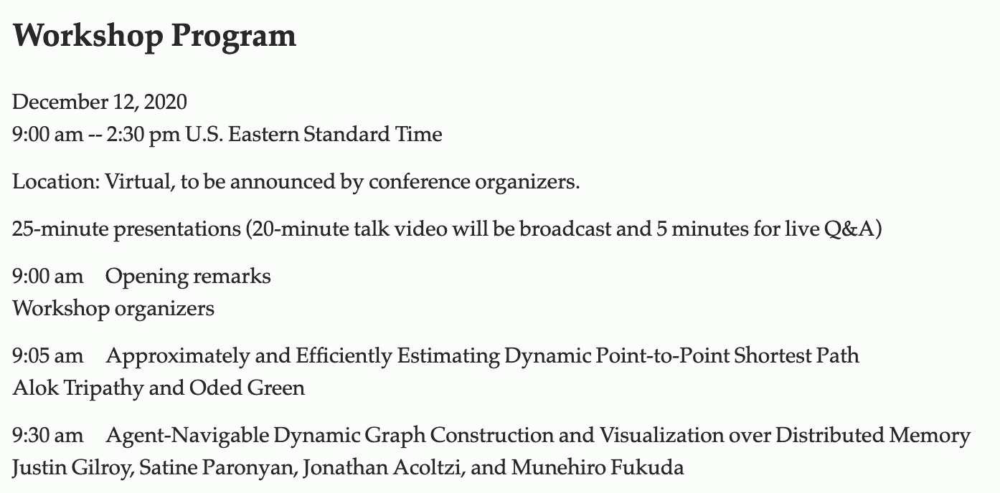 Workshop Program
December 12, 2020
9:00 am -- 2:30 pm U.S. Eastern Standard Time
Location: Virtual, to be announced by conference organizers.
25-minute presentations (20-minute talk video will be broadcast and 5 minutes for live Q&A)
9:00 am Opening remarks
Workshop organizers
9:05 am Approximately and Efficiently Estimating Dynamic Point-to-Point Shortest Path
Alok Tripathy and Oded Green
9:30 am Agent-Navigable Dynamic Graph Construction and Visualization over Distributed Memory
Justin Gilroy, Satine Paronyan, Jonathan Acoltzi, and Munehiro Fukuda